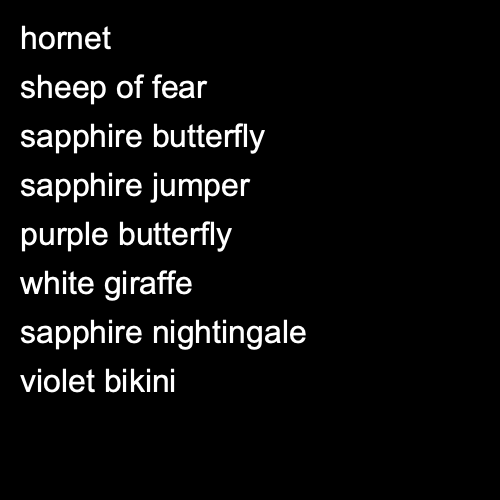 hornet
sheep of fear
sapphire butterfly
sapphire jumper
purple butterfly
white giraffe
sapphire nightingale
violet bikini